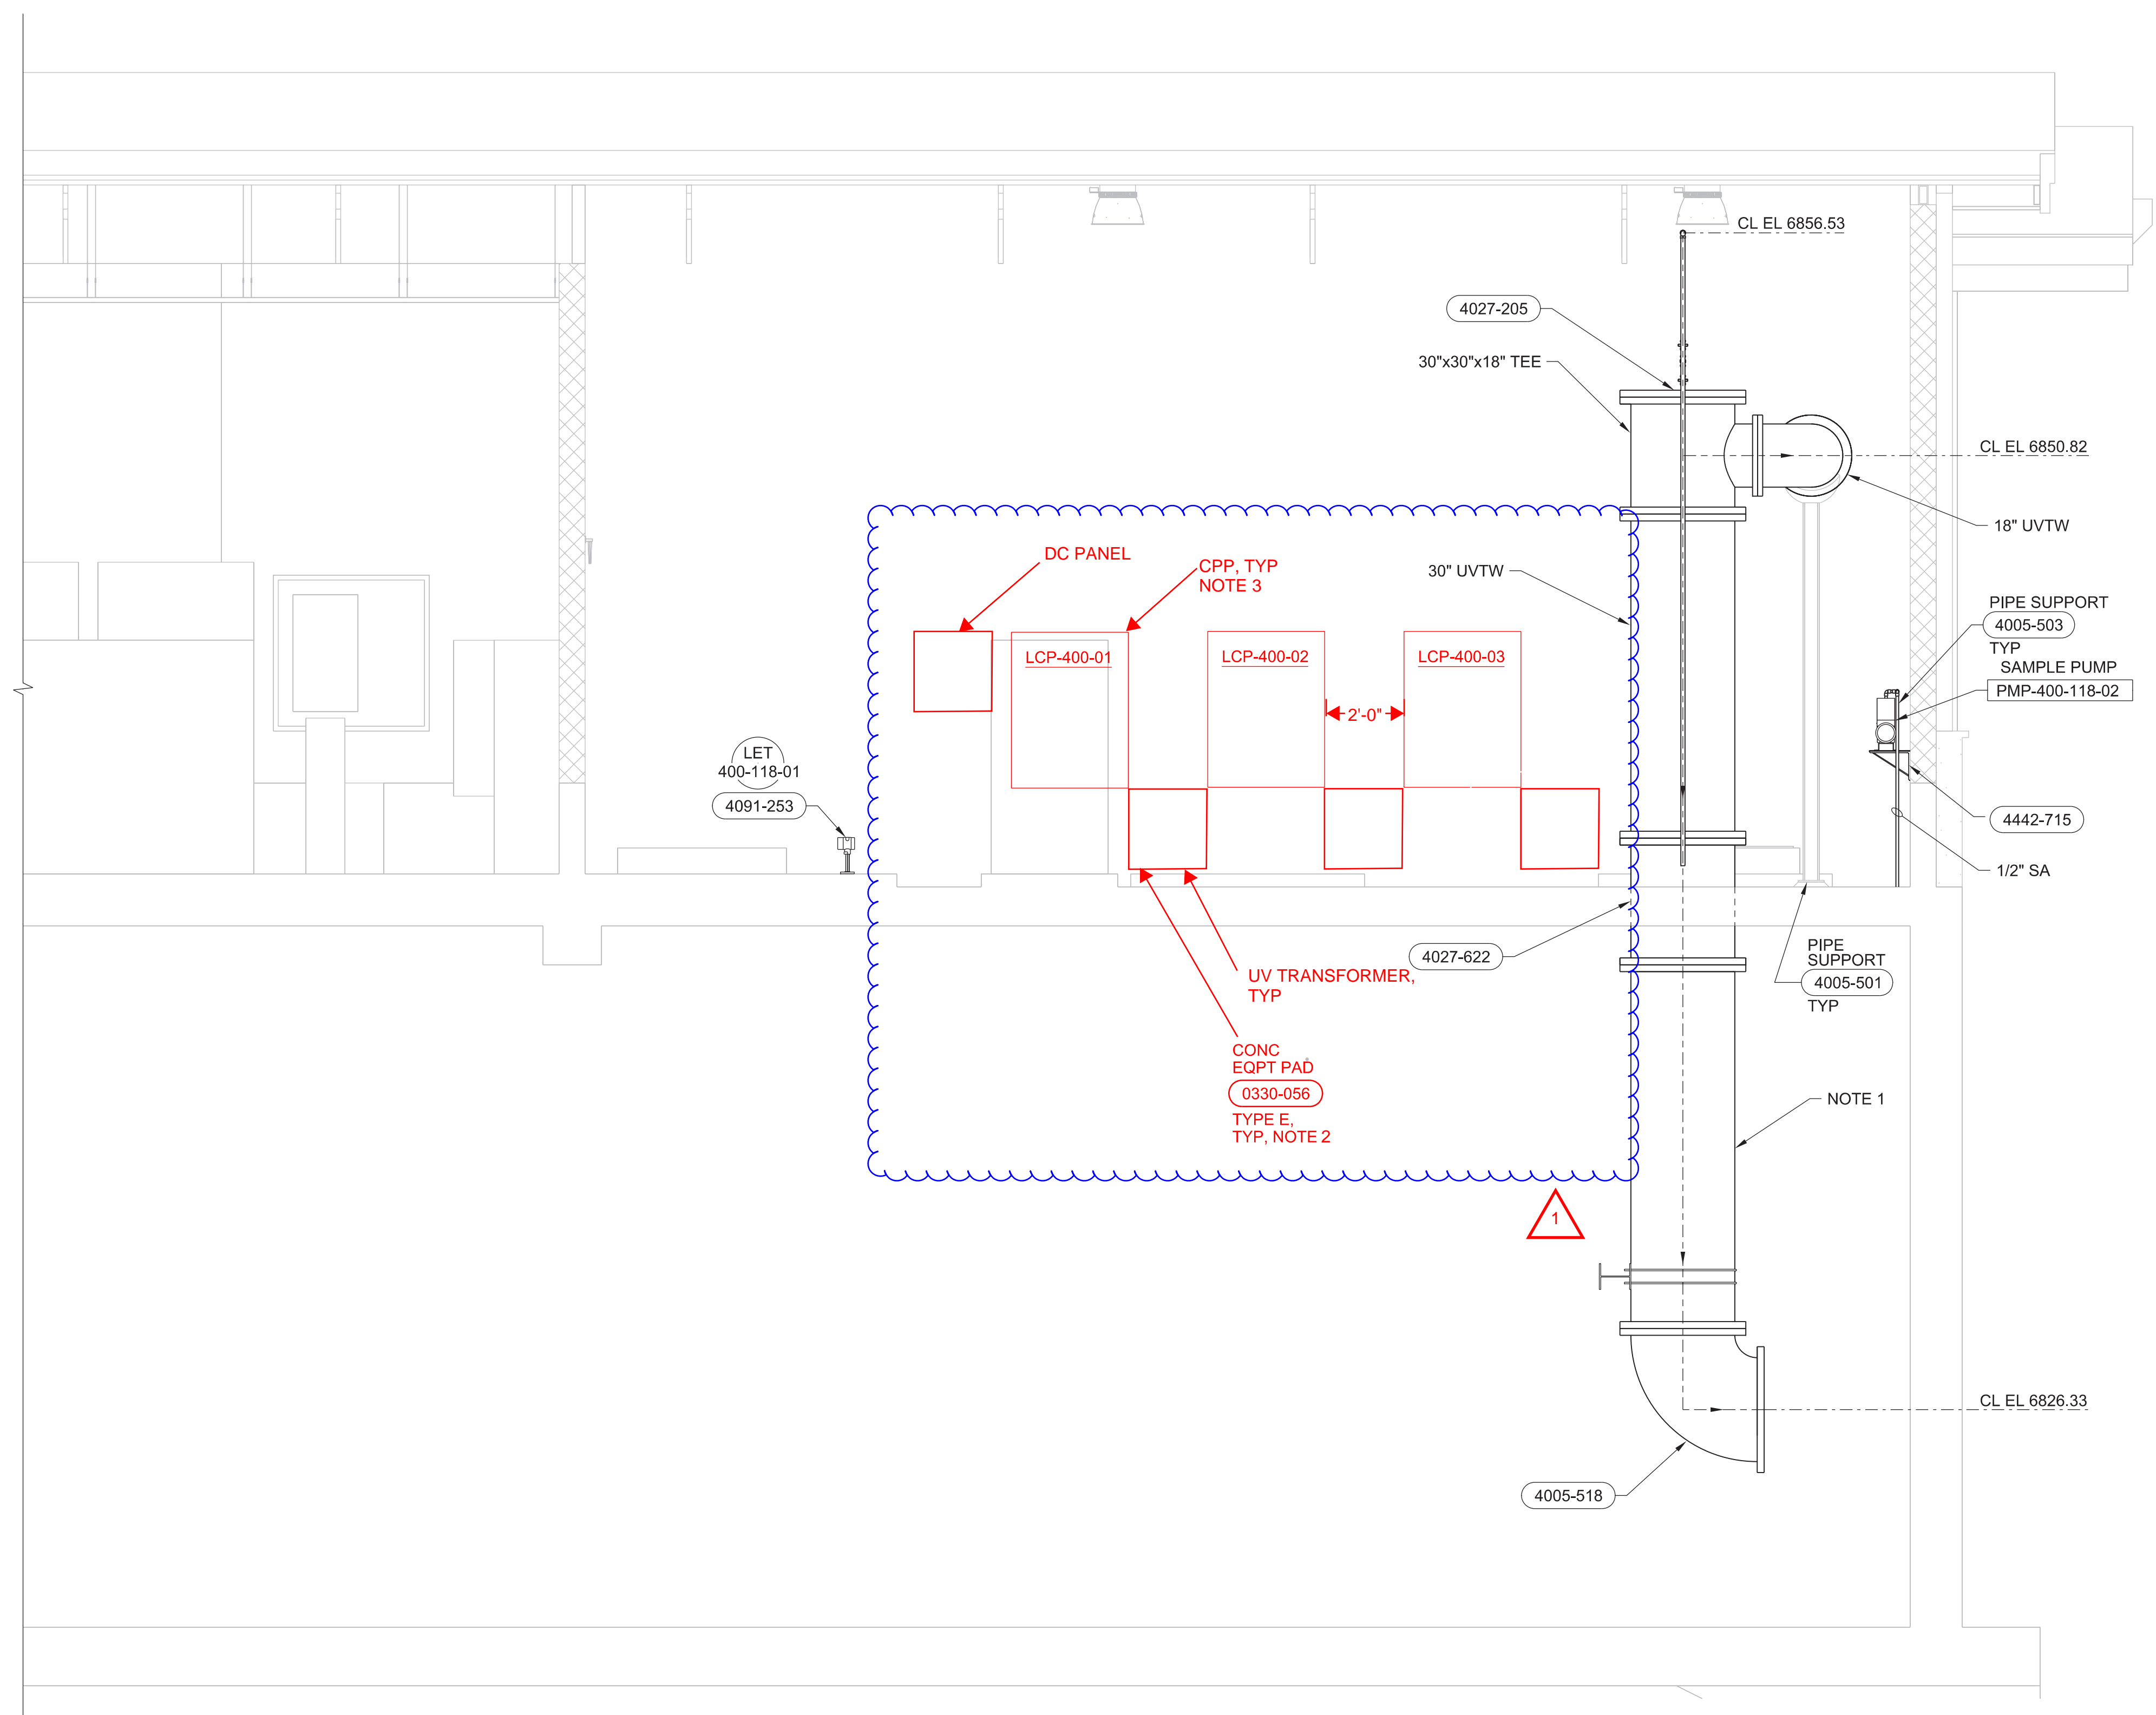 CL EL 6856.53
4027-205
30"x30"x18" TEE
CL EL 6850.82
18" UVTW
DC PANEL
CPP, TYP
NOTE 3
30" UVTW
PIPE SUPPORT
4005-503
TYP
SAMPLE PUMP
PMP-400-118-02
LCP-400-01
LCP-400-02
LCP-400-03
2'-0"
LET
400-118-01
4091-253
4442-715
1/2" SA
4027-622
PIPE
SUPPORT
4005-501
TYP
UV TRANSFORMER,
TYP
CONC
EQPT PAD
0330-056
TYPE E,
TYP, NOTE 2
NOTE 1
1
CL EL 6826.33
4005-518